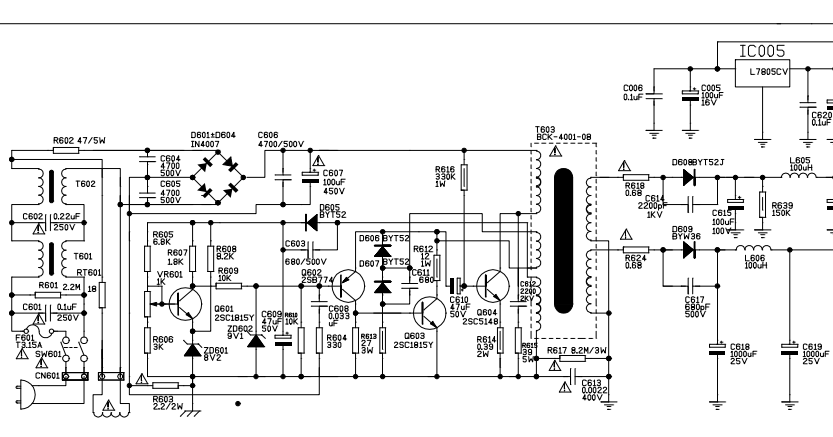 IC005
L7805CV
C006
0.1uF
C005
100uF
16V
C620
0.1uF
T603
BCK-4001-08
R602 47/5W
D601±D604
IN4007
C606
4700/500V
C604
4700
500V
C605
4700
500V
C607
100uF
450V
R616
330K
1W
D608BYT52J
L605
100uH
R618
0.68
C614
2200pF
1KV
C615
100uF
100V
R639
150K
T602
C602 0.22uF
250V
D605
BYT52
D609
BYW36
R605
6.8K
R607
1.8K
R608
8.2K
C603
680/500V
D606 BYT52
D607 BYT52
R612
12
1W
R624
0.68
L606
100uH
T601
RT601
18
R601 2.2M
VR601
1K
R609
10K
Q602
2SB774
C611
680
C610
47uF
50V
C612
2200
2KV
C617
680pF
500V
C601 0.1uF
250V
Q601
2SC1815Y
C609
47uF
50V
R610
10K
C608
0.033
uF
Q604
2SC5148
F601
T3.15A
SW601
R606
3K
ZD601
8V2
ZD602
9V1
R604
330
R613
27
3W
Q603
2SC1815Y
R614
0.39
2W
R615
39
5W
R617 8.2M/3W
C618
1000uF
25V
C619
1000uF
25V
CN601
R603
2.2/2W
C613
0.0022
400V